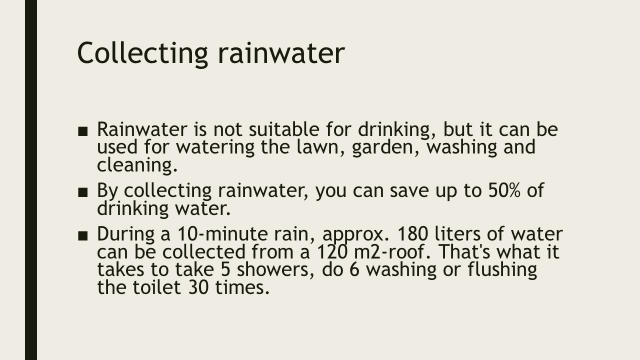 Collecting rainwater
■ Rainwater is not suitable for drinking, but it can be
used for watering the lawn, garden, washing and
cleaning.
■ By collecting rainwater, you can save up to 50% of
drinking water.
■ During a 10-minute rain, approx. 180 liters of water
can be collected from a 120 m2-roof. That's what it
takes to take 5 showers, do 6 washing or flushing
the toilet 30 times.